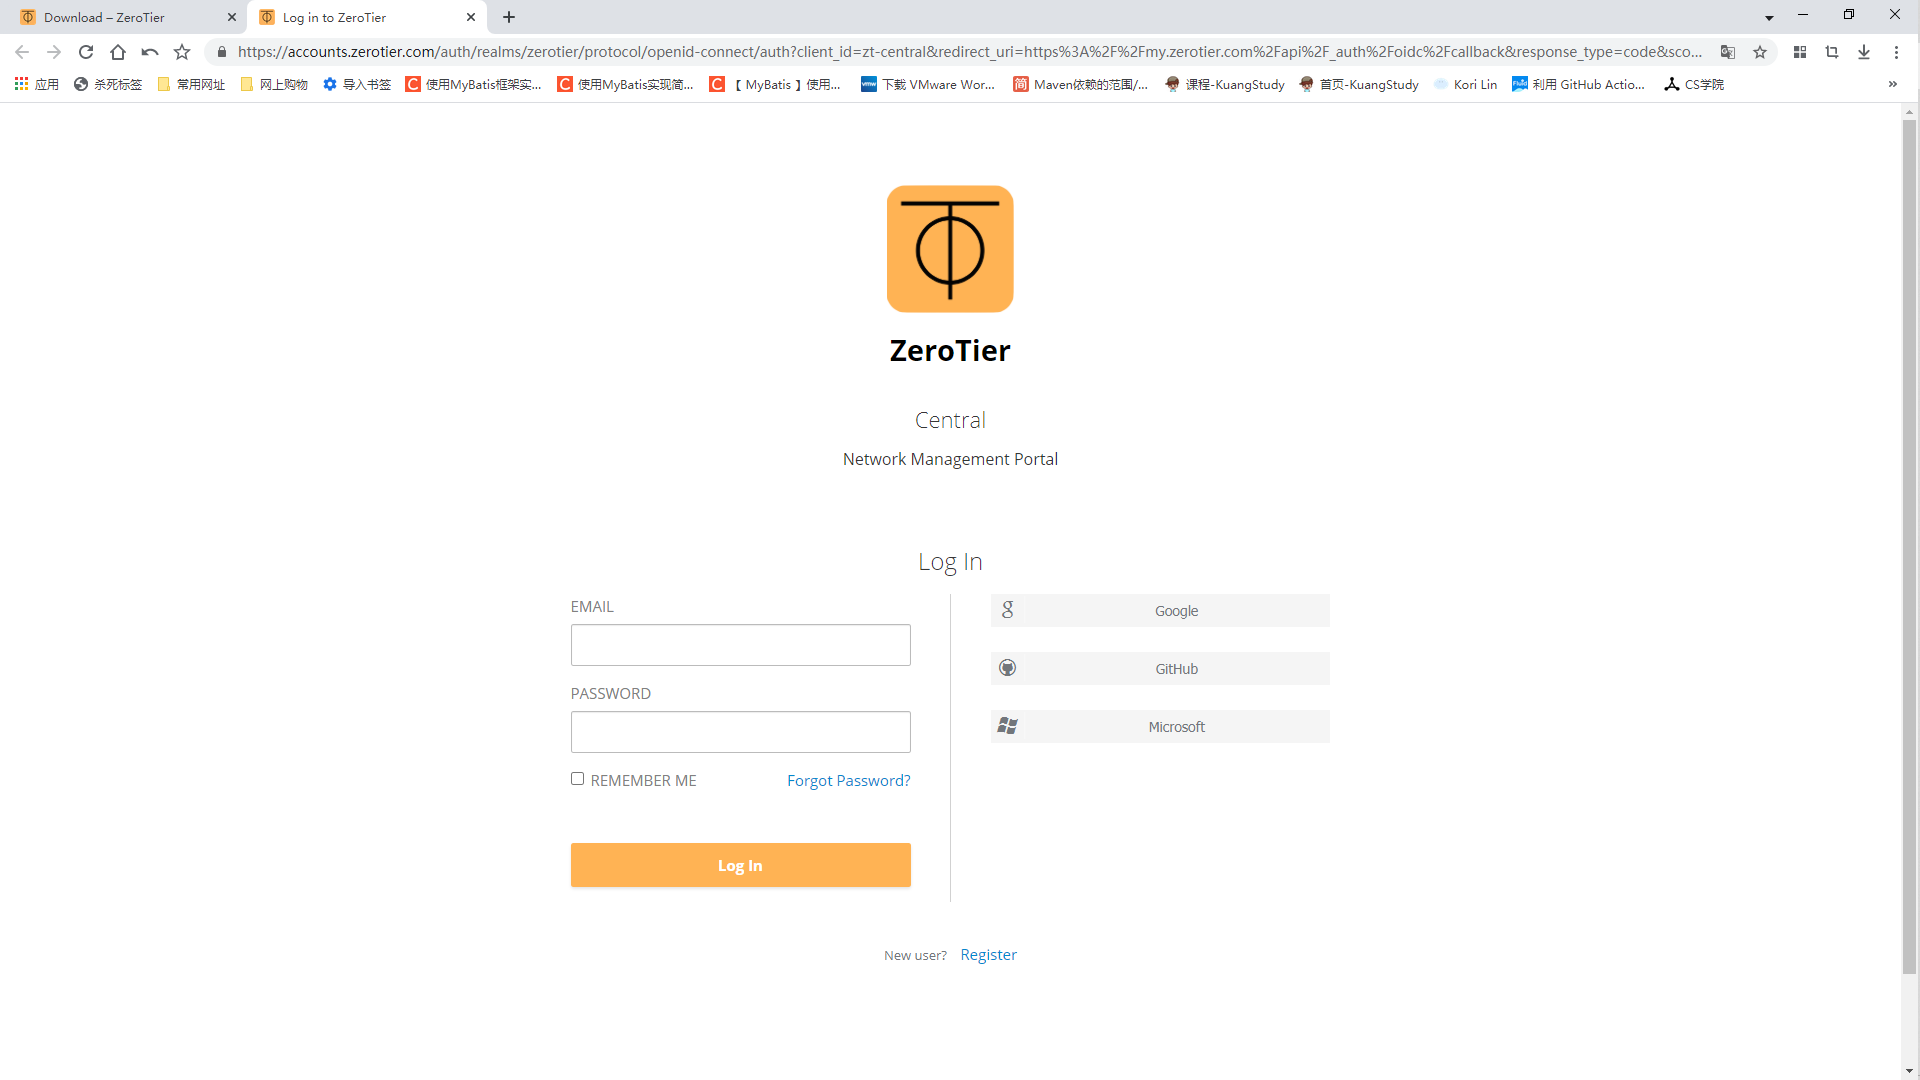 Download – ZeroTier
Log in to ZeroTier
https://accounts.zerotier.com/auth/realms/zerotier/protocol/openid-connect/auth?client_id=zt-central&redirect_uri=https%3A%2F%2Fmy.zerotier.com%2Fapi%2F_auth%2Foidc%2Fcallback&response_type=code&sco...
应用 杀死标签 常用网址 网上购物 导入书签 使用MyBatis框架实... 使用MyBatis实现简... 【 MyBatis 】使用... 下载 VMware Wor... Maven依赖的范围/... 课程-KuangStudy 首页-KuangStudy Kori Lin 利用 GitHub Actio... CS学院 »
ZeroTier
Central
Network Management Portal
Log In
EMAIL
PASSWORD
REMEMBER ME Forgot Password?
Log In
Google
GitHub
Microsoft
New user? Register